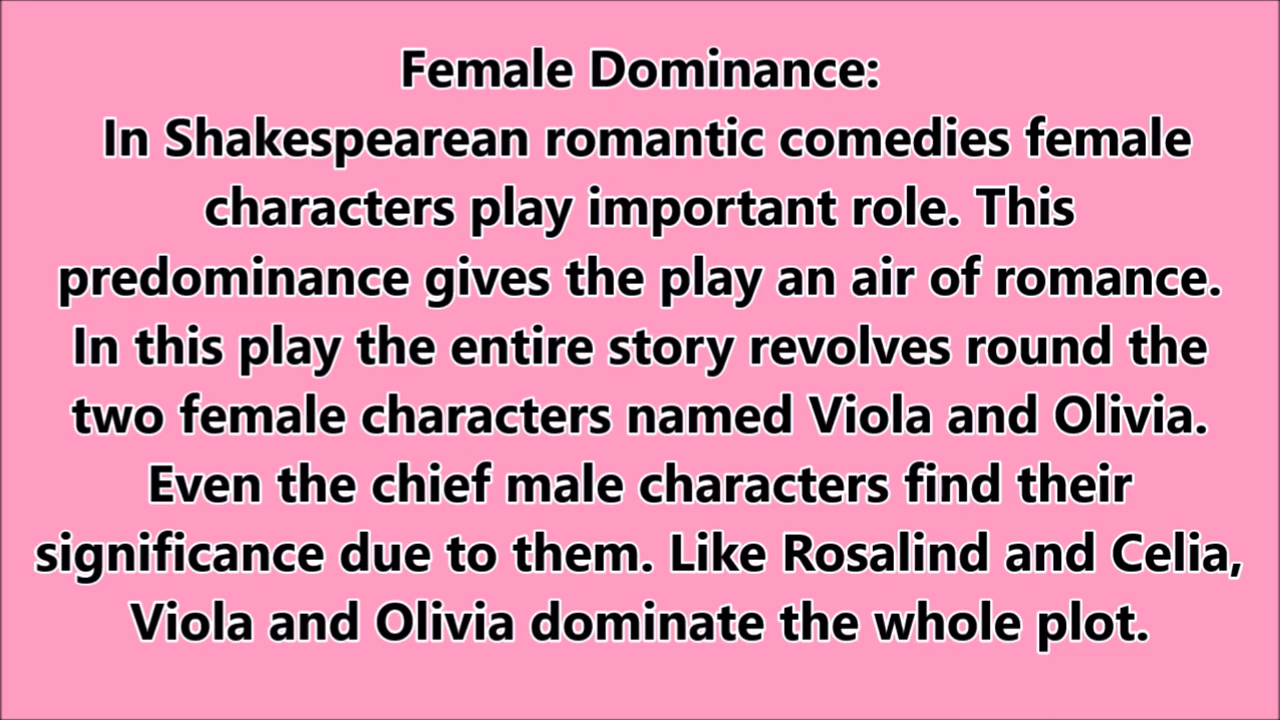 Female Dominance:
In Shakespearean romantic comedies female
characters play important role. This
predominance gives the play an air of romance.
In this play the entire story revolves round the
two female characters named Viola and Olivia.
Even the chief male characters find their
significance due to them. Like Rosalind and Celia,
Viola and Olivia dominate the whole plot.